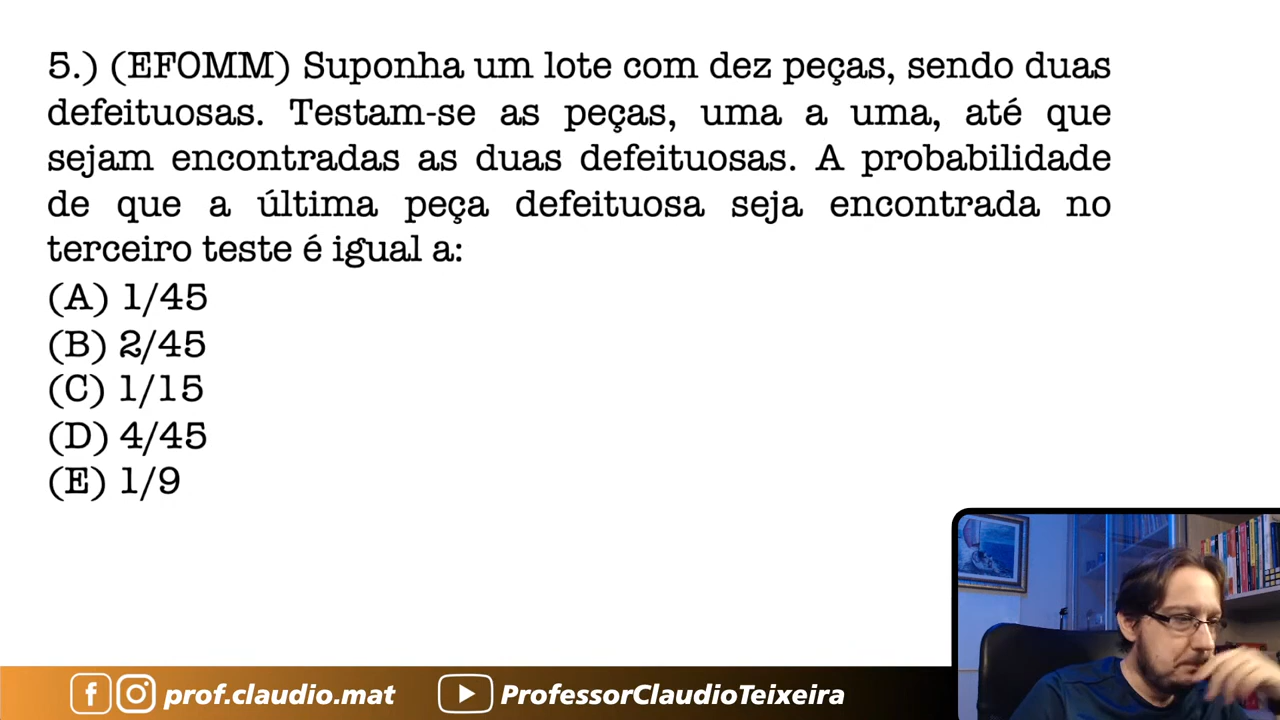 5.) (EFOMM) Suponha um lote com dez peças, sendo duas
defeituosas. Testam-se as peças, uma a uma, até que
sejam encontradas as duas defeituosas. A probabilidade
de que a última peça defeituosa seja encontrada no
terceiro teste é igual a:
(A) 1/45
(B) 2/45
(C) 1/15
(D) 4/45
(E) 1/9
prof.claudio.mat
ProfessorClaudioTeixeira